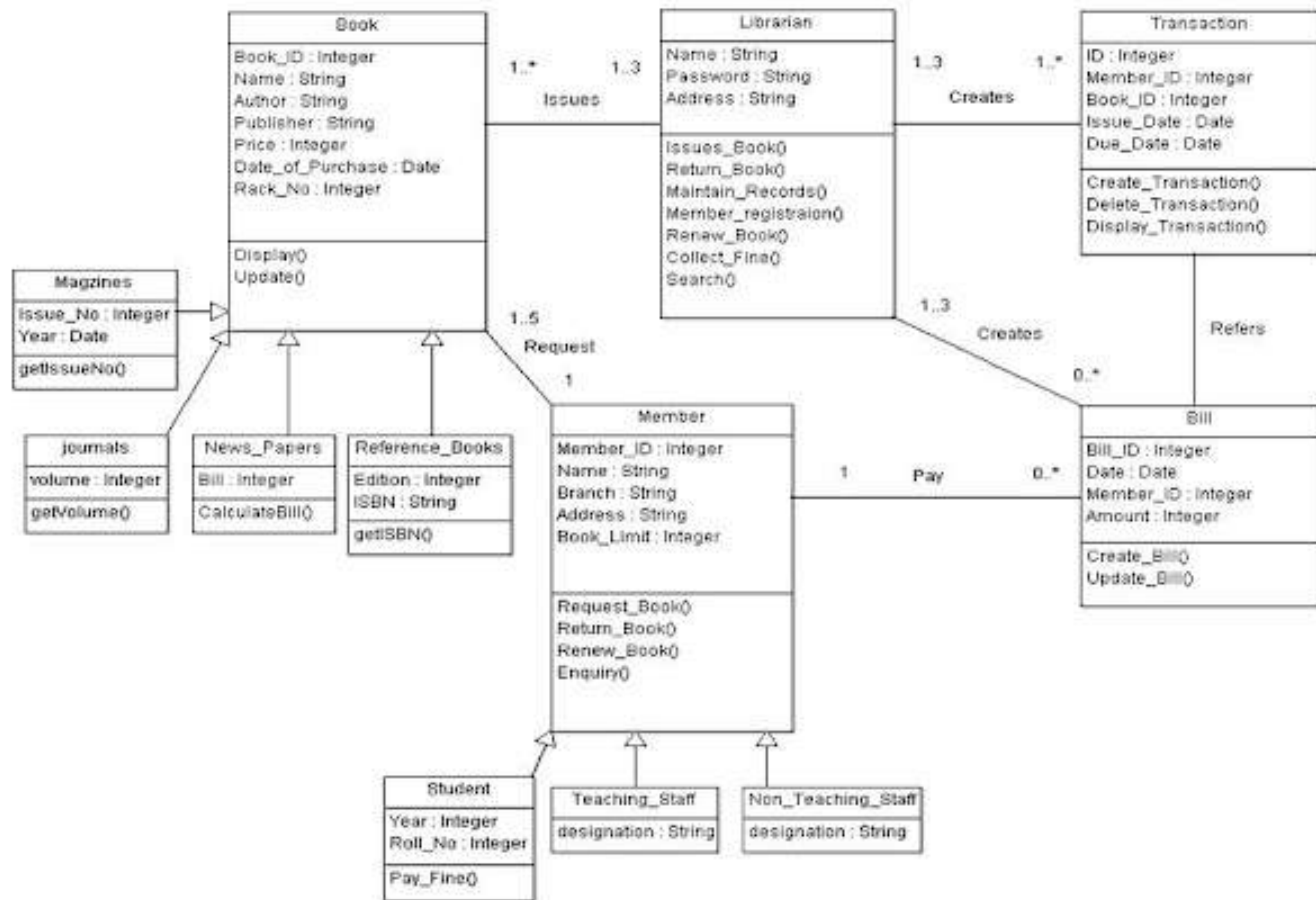 Book
Book_ID : Integer
Name : String
Author : String
Publisher : String
Price : Integer
Date_of_Purchase : Date
Rack_No : Integer
Display()
Update()
1..*
1..3
Issues
Librarian
Name : String
Password : String
Address : String
Issues_Book()
Return_Book()
Maintain_Records()
Member_registraion()
Renew_Book()
Collect_Fine()
Search()
1..3
1..*
Creates
Transaction
ID : Integer
Member_ID : Integer
Book_ID : Integer
Issue_Date : Date
Due_Date : Date
Create_Transaction()
Delete_Transaction()
Display_Transaction()
Magzines
Issue_No : Integer
Year : Date
getIssueNo()
1..5
Request
1
1..3
Creates
0..*
Refers
journals
volume : Integer
getVolume()
News_Papers
Bill : Integer
CalculateBill()
Reference_Books
Edition : Integer
ISBN : String
getISBN()
Member
Member_ID : Integer
Name : String
Branch : String
Address : String
Book_Limit : Integer
Request_Book()
Return_Book()
Renew_Book()
Enquiry()
1
Pay
0..*
Bill
Bill_ID : Integer
Date : Date
Member_ID : Integer
Amount : Integer
Create_Bill()
Update_Bill()
Student
Year : Integer
Roll_No : Integer
Pay_Fine()
Teaching_Staff
designation : String
Non_Teaching_Staff
designation : String